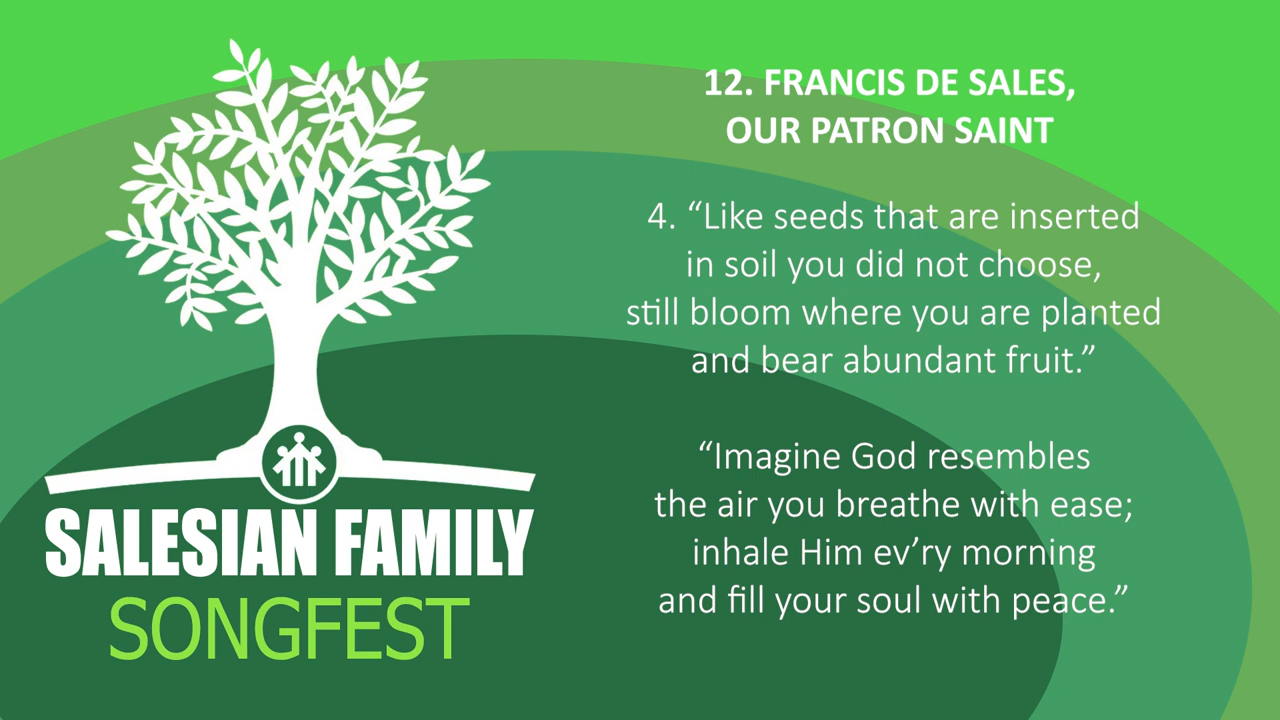 SALESIAN FAMILY
SONGFEST
12. FRANCIS DE SALES,
OUR PATRON SAINT
4. “Like seeds that are inserted
in soil you did not choose,
still bloom where you are planted
and bear abundant fruit.”
“Imagine God resembles
the air you breathe with ease;
inhale Him ev’ry morning
and fill your soul with peace.”